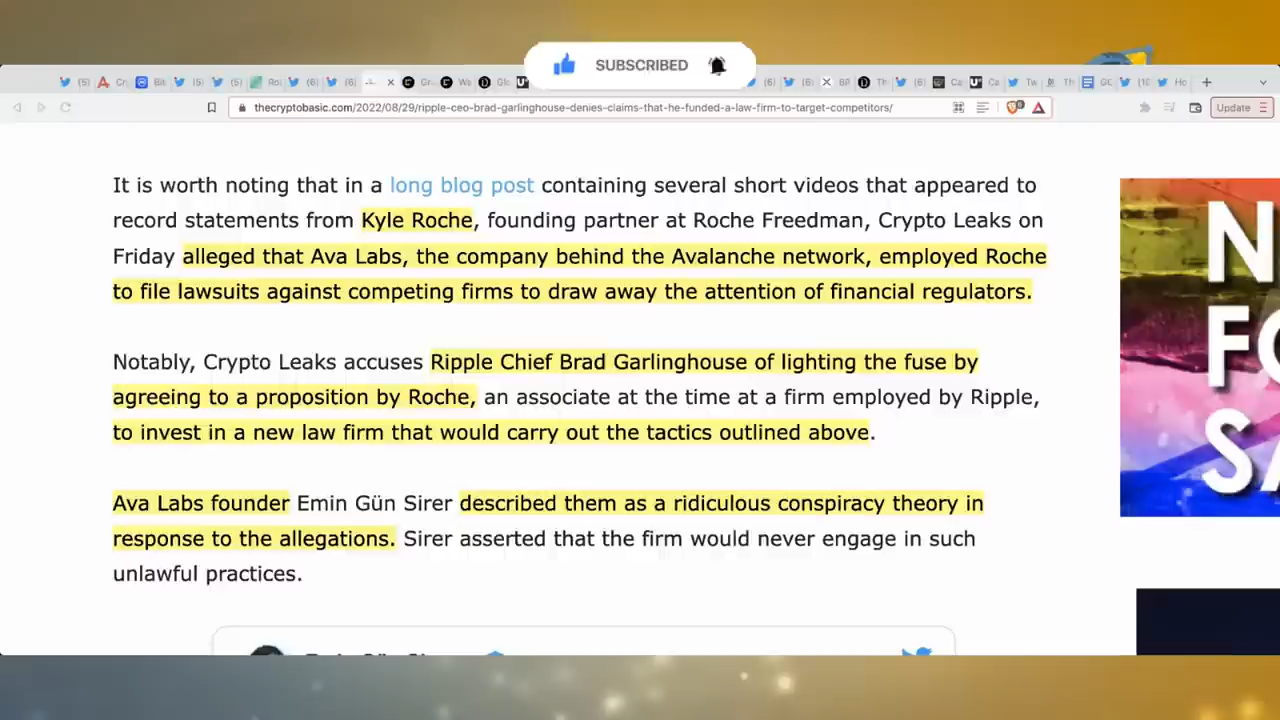 SUBSCRIBED
thecryptobasic.com/2022/08/29/ripple-ceo-brad-garlinghouse-denies-claims-that-he-funded-a-law-firm-to-target-competitors/
Update
It is worth noting that in a long blog post containing several short videos that appeared to
record statements from Kyle Roche, founding partner at Roche Freedman, Crypto Leaks on
Friday alleged that Ava Labs, the company behind the Avalanche network, employed Roche
to file lawsuits against competing firms to draw away the attention of financial regulators.
Notably, Crypto Leaks accuses Ripple Chief Brad Garlinghouse of lighting the fuse by
agreeing to a proposition by Roche, an associate at the time at a firm employed by Ripple,
to invest in a new law firm that would carry out the tactics outlined above.
Ava Labs founder Emin Gün Sirer described them as a ridiculous conspiracy theory in
response to the allegations. Sirer asserted that the firm would never engage in such
unlawful practices.